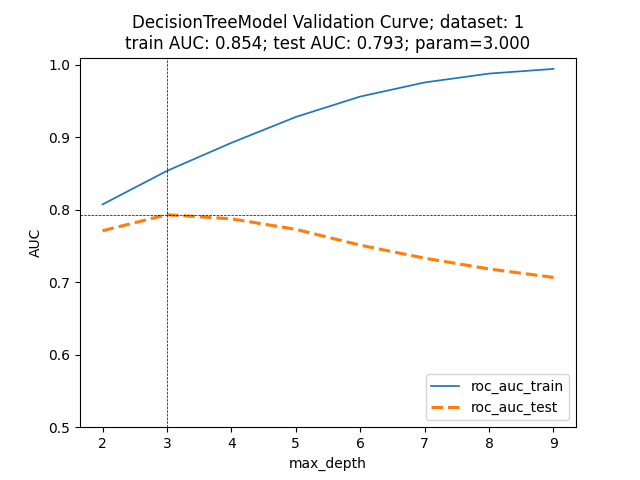 DecisionTreeModel Validation Curve; dataset: 1
train AUC: 0.854; test AUC: 0.793; param=3.000
1.0
0.9
0.8
0.7
0.6
0.5
AUC
roc_auc_train
roc_auc_test
2 3 4 5 6 7 8 9
max_depth